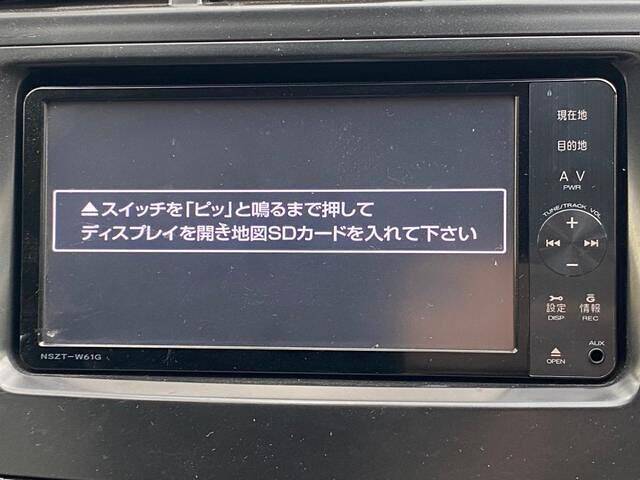 現在地
目的地
AV
PWR
TUNE/TRACK VOL
▲スイッチを「ピッ」と鳴るまで押して
ディスプレイを開き地図SDカードを入れて下さい
設定 情報
DISP REC
AUX
OPEN
NSZT-W61G